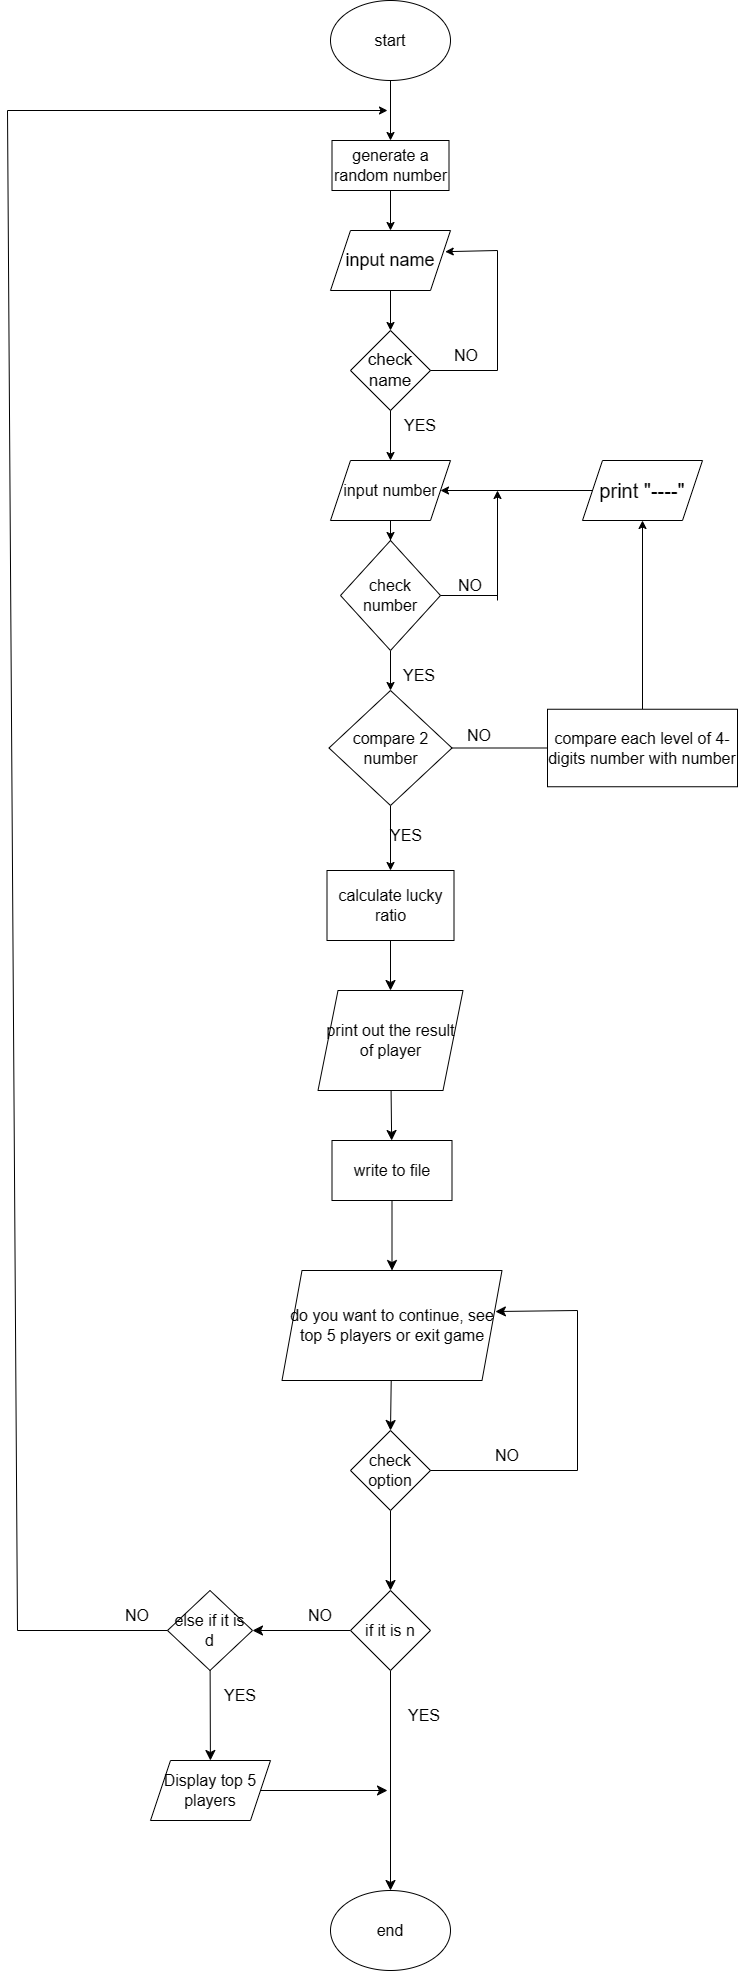 start
generate a
random number
input name
check
name
NO
YES
input number
print "----"
check
number
NO
YES
compare 2
number
NO
compare each level of 4-
digits number with number
YES
calculate lucky
ratio
print out the result
of player
write to file
do you want to continue, see
top 5 players or exit game
check
option
NO
if it is n
NO
else if it is
d
NO
YES
YES
Display top 5
players
end